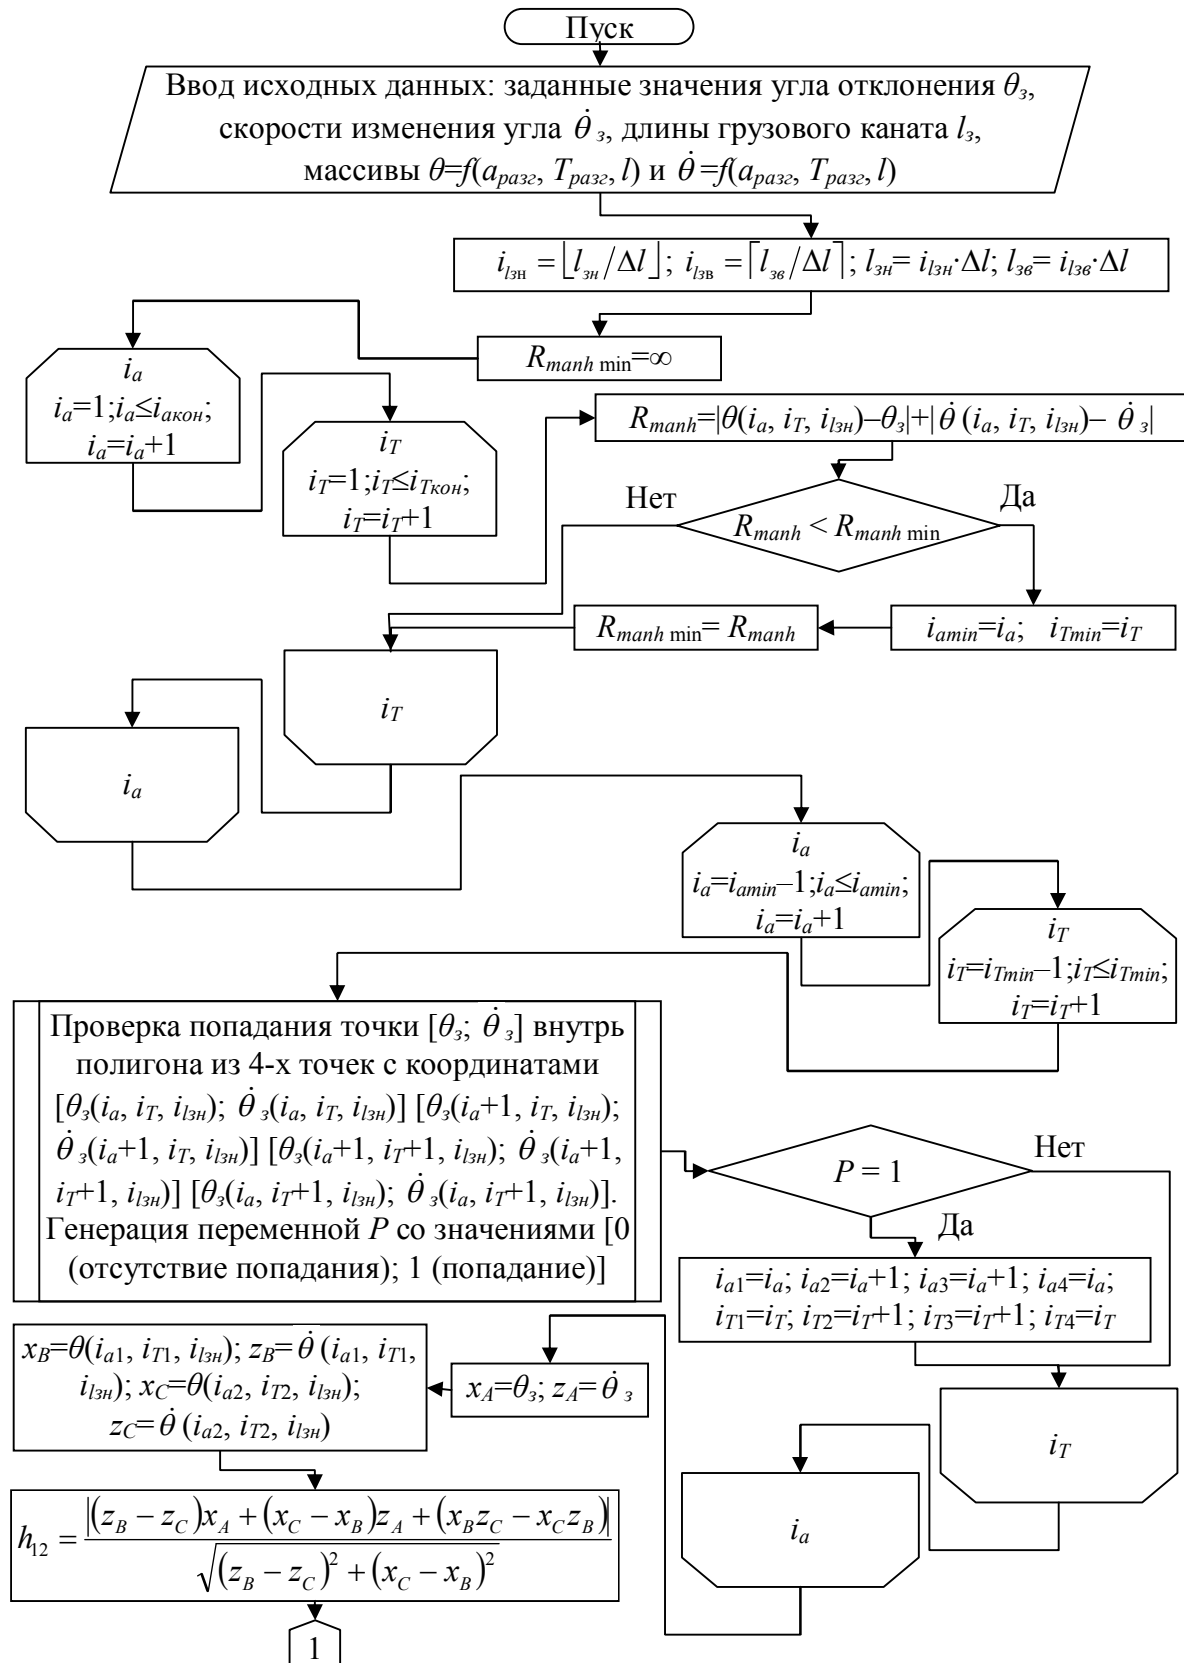 Пуск
Ввод исходных данных: заданные значения угла отклонения θз,
скорости изменения угла θ̇ з, длины грузового каната lз,
массивы θ=f(aразг, Tразг, l) и θ̇ =f(aразг, Tразг, l)
ilзн = ⌊lзн/Δl⌋; ilзв = ⌈lзв/Δl⌉; lзн= ilзн·Δl; lзв= ilзв·Δl
Rmanh min=∞
ia
ia=1;ia≤iaкон;
ia=ia+1
iT
iT=1;iT≤iTкон;
iT=iT+1
Rmanh=|θ(ia, iT, ilзн)–θз|+|θ̇ (ia, iT, ilзн)– θ̇ з|
Нет
Да
Rmanh < Rmanh min
Rmanh min= Rmanh
iamin=ia; iTmin=iT
iT
ia
ia
ia=iamin–1;ia≤iamin;
ia=ia+1
iT
iT=iTmin–1;iT≤iTmin;
iT=iT+1
Проверка попадания точки [θз; θ̇ з] внутрь
полигона из 4-х точек с координатами
[θз(ia, iT, ilзн); θ̇ з(ia, iT, ilзн)] [θз(ia+1, iT, ilзн);
θ̇ з(ia+1, iT, ilзн)] [θз(ia+1, iT+1, ilзн); θ̇ з(ia+1,
iT+1, ilзн)] [θз(ia, iT+1, ilзн); θ̇ з(ia, iT+1, ilзн)].
Генерация переменной P со значениями [0
(отсутствие попадания); 1 (попадание)]
P = 1
Нет
Да
ia1=ia; ia2=ia+1; ia3=ia+1; ia4=ia;
iT1=iT; iT2=iT+1; iT3=iT+1; iT4=iT
iT
ia
xA=θз; zA=θ̇ з
xB=θ(ia1, iT1, ilзн); zB=θ̇ (ia1, iT1,
ilзн); xC=θ(ia2, iT2, ilзн);
zC=θ̇ (ia2, iT2, ilзн)
h12 = |(zB − zC)xA + (xC − xB)zA + (xBzC − xCzB)|
√(zB − zC)² + (xC − xB)²
1